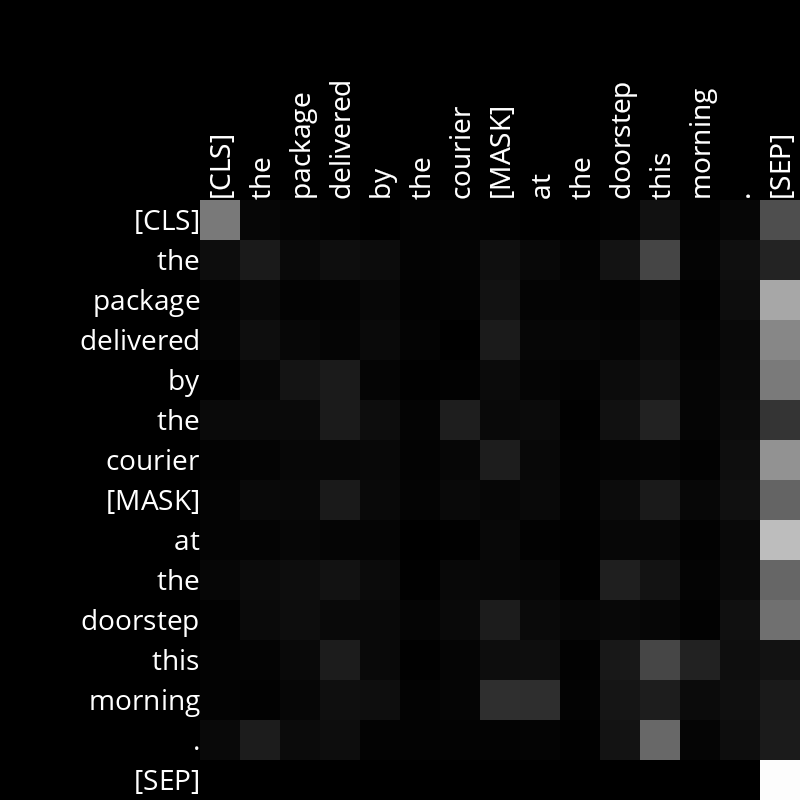 [CLS] the package delivered by the courier [MASK] at the doorstep this morning . [SEP]
[CLS]
the
package
delivered
by
the
courier
[MASK]
at
the
doorstep
this
morning
.
[SEP]